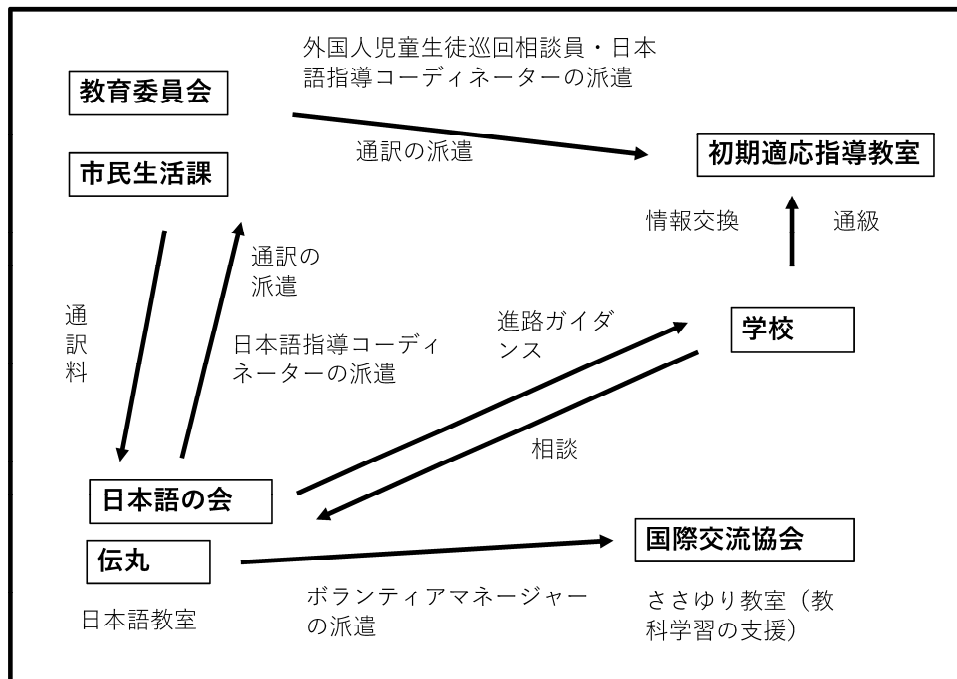 外国人児童生徒巡回相談員・日本
語指導コーディネーターの派遣
教育委員会
通訳の派遣
初期適応指導教室
市民生活課
情報交換
通級
通訳の
派遣
通
訳
料
進路ガイダ
ンス
学校
日本語指導コーディ
ネーターの派遣
相談
日本語の会
伝丸
国際交流協会
日本語教室
ボランティアマネージャー
の派遣
ささゆり教室（教
科学習の支援）